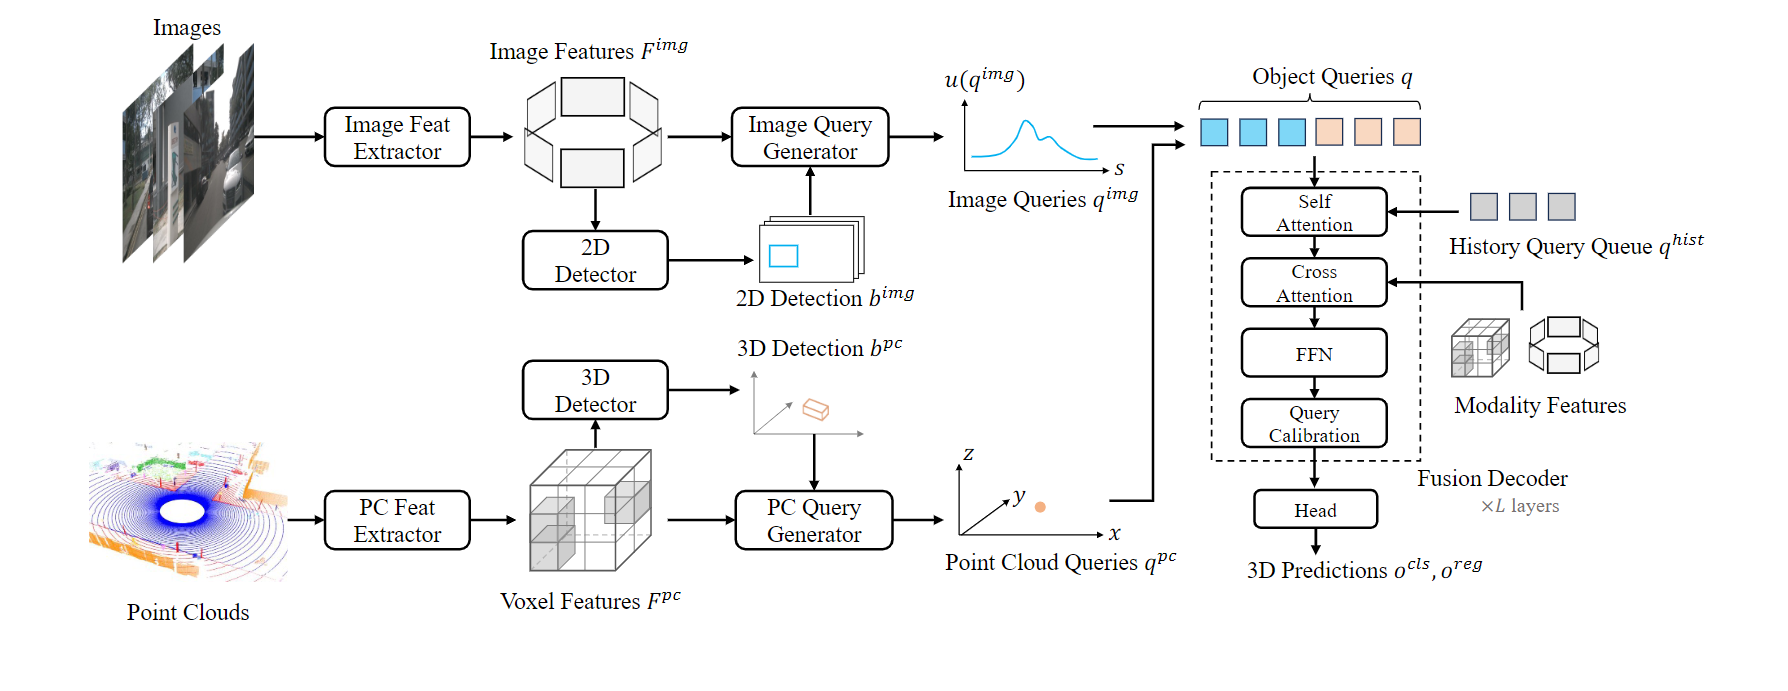 Images
Image Feat
Extractor
Image Features F^{img}
2D
Detector
Image Query
Generator
2D Detection b^{img}
u(q^{img})
s
Image Queries q^{img}
3D Detection b^{pc}
3D
Detector
Point Clouds
PC Feat
Extractor
Voxel Features F^{pc}
PC Query
Generator
z
y
x
Point Cloud Queries q^{pc}
Object Queries q
Self
Attention
History Query Queue q^{hist}
Cross
Attention
FFN
Modality Features
Query
Calibration
Fusion Decoder
×L layers
Head
3D Predictions o^{cls}, o^{reg}